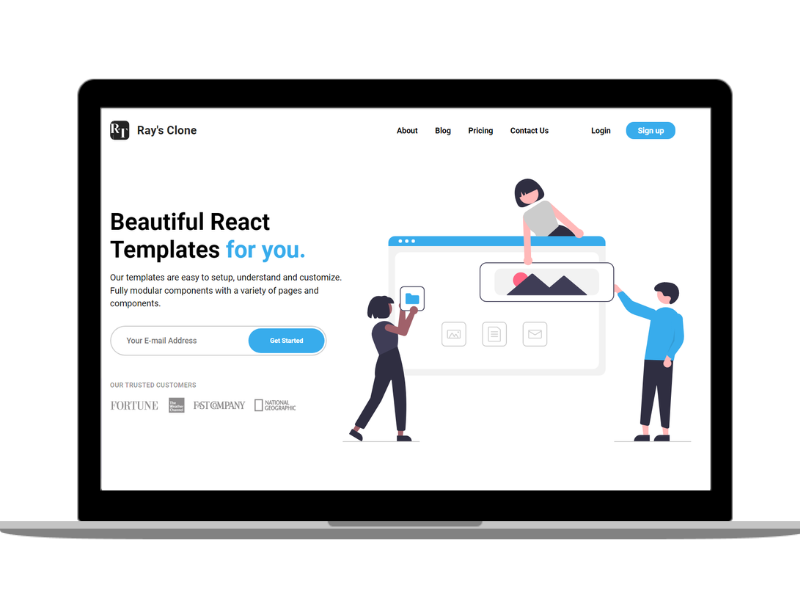 RT
Ray's Clone
About
Blog
Pricing
Contact Us
Login
Sign up
Beautiful React
Templates for you.
Our templates are easy to setup, understand and customize.
Fully modular components with a variety of pages and
components.
Your E-mail Address
Get Started
OUR TRUSTED CUSTOMERS
FORTUNE
FAST COMPANY
NATIONAL
GEOGRAPHIC